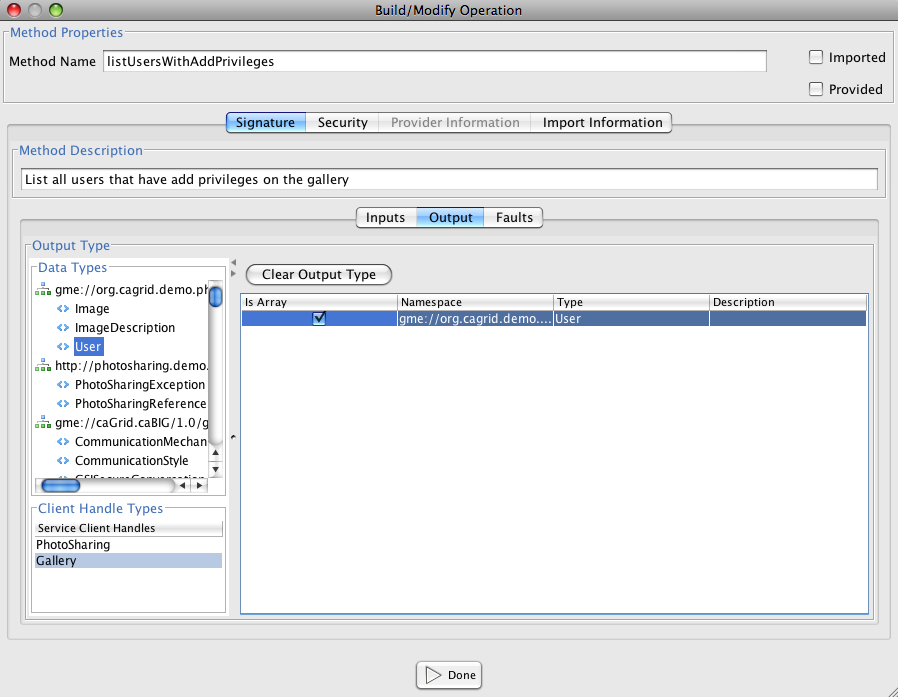 Build/Modify Operation
Method Properties
Method Name listUsersWithAddPrivileges
Imported
Provided
Signature Security Provider Information Import Information
Method Description
List all users that have add privileges on the gallery
Inputs Output Faults
Output Type
Data Types
gme://org.cagrid.demo.ph
Image
ImageDescription
User
http://photosharing.demo.
PhotoSharingException
PhotoSharingReference
gme://caGrid.caBIG/1.0/g
CommunicationMechan
CommunicationStyle
Client Handle Types
Service Client Handles
PhotoSharing
Gallery
Clear Output Type
Is Array Namespace Type Description
gme://org.cagrid.demo.... User
Done